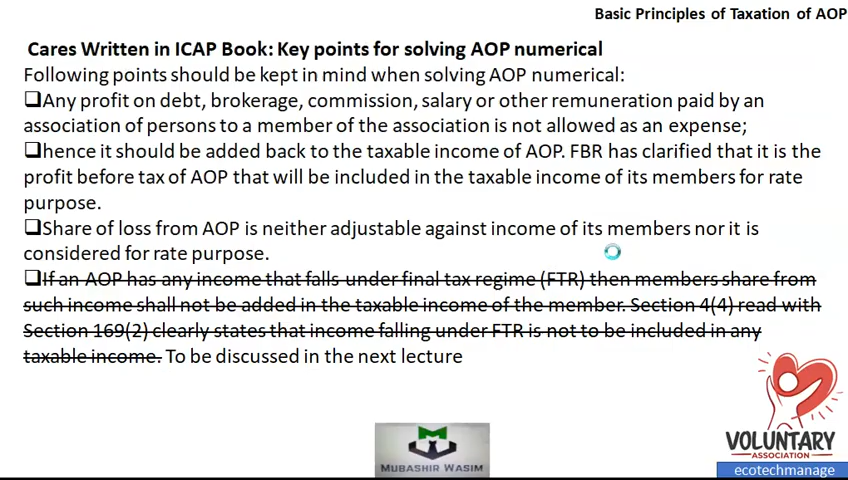 Basic Principles of Taxation of AOP
Cares Written in ICAP Book: Key points for solving AOP numerical
Following points should be kept in mind when solving AOP numerical:
❑Any profit on debt, brokerage, commission, salary or other remuneration paid by an
association of persons to a member of the association is not allowed as an expense;
❑hence it should be added back to the taxable income of AOP. FBR has clarified that it is the
profit before tax of AOP that will be included in the taxable income of its members for rate
purpose.
❑Share of loss from AOP is neither adjustable against income of its members nor it is
considered for rate purpose.
❑If an AOP has any income that falls under final tax regime (FTR) then members share from
such income shall not be added in the taxable income of the member. Section 4(4) read with
Section 169(2) clearly states that income falling under FTR is not to be included in any
taxable income. To be discussed in the next lecture
MUBASHIR WASIM
VOLUNTARY
ASSOCIATION
ecotechmanage